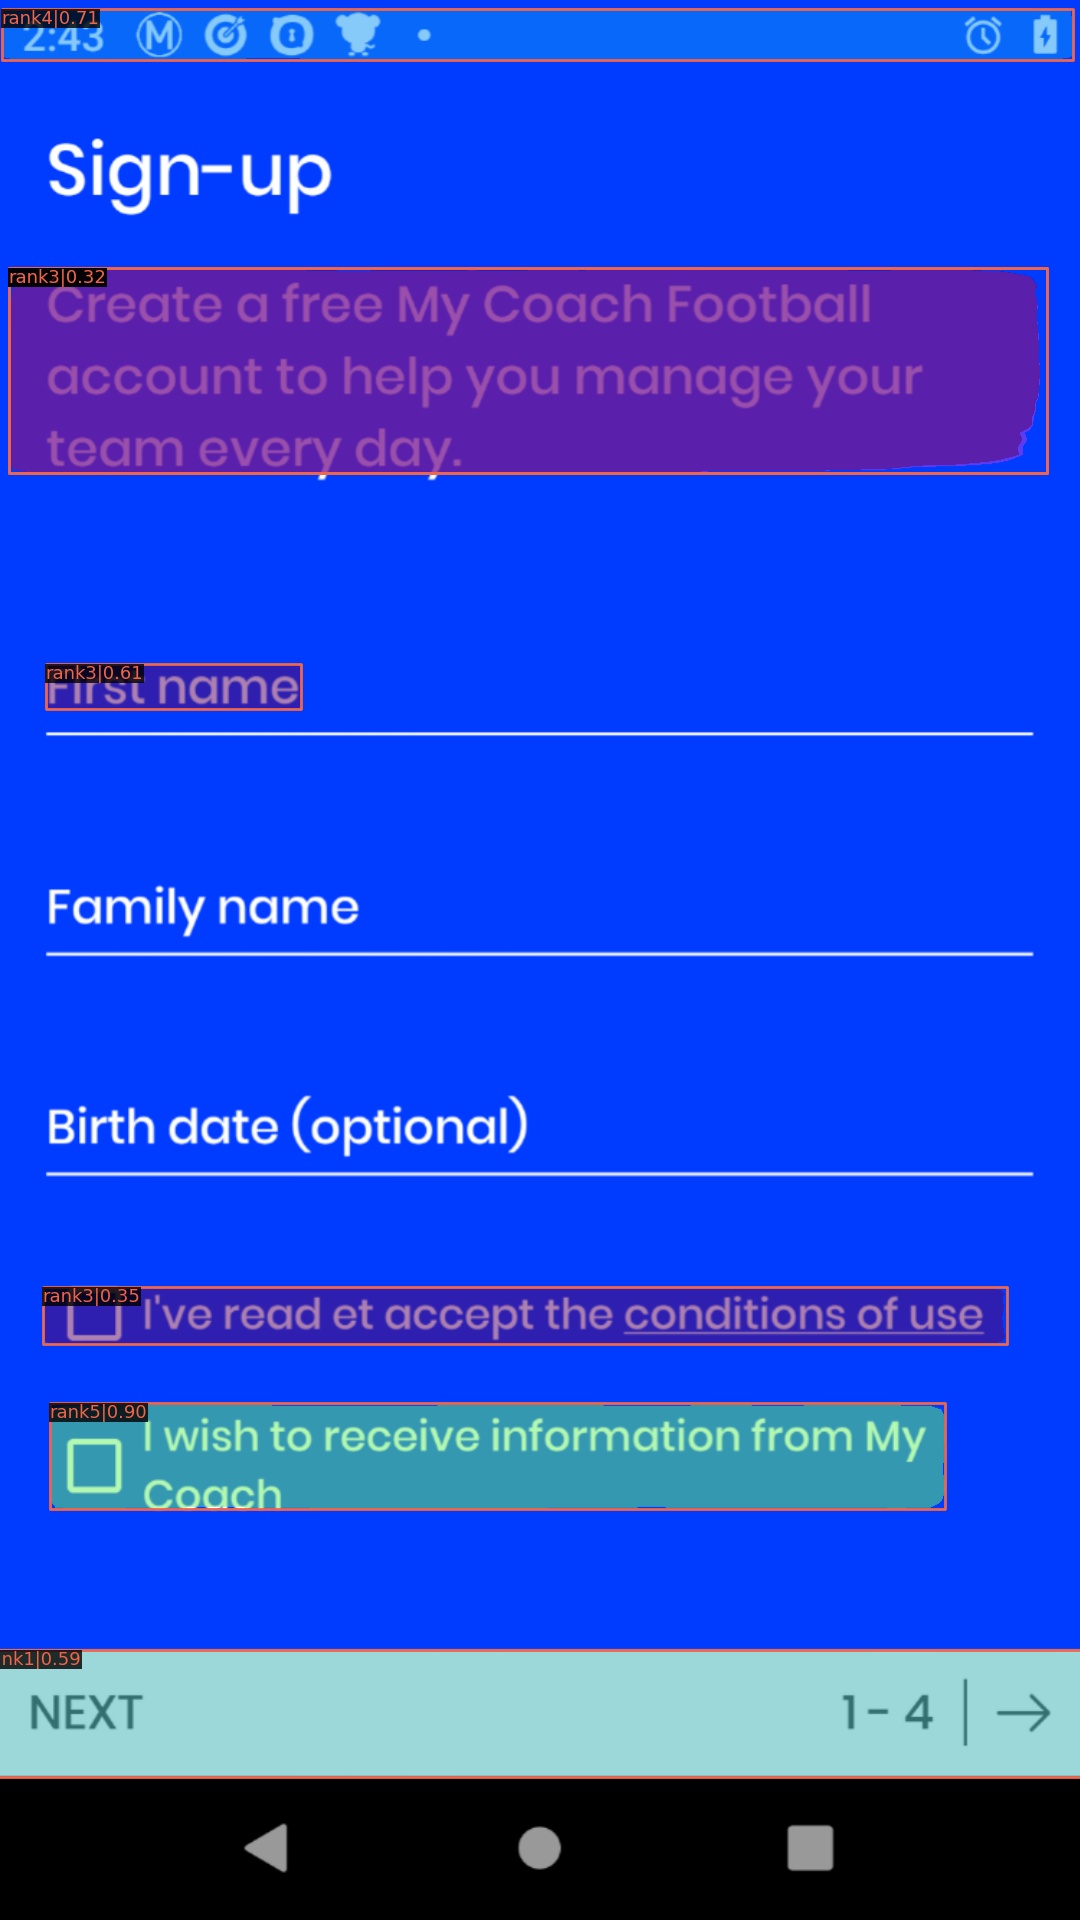 rank4|0.71
2:43
Sign-up
rank3|0.32
Create a free My Coach Football
account to help you manage your
team every day.
rank3|0.61
First name
Family name
Birth date (optional)
rank3|0.35
I've read et accept the conditions of use
rank5|0.90
I wish to receive information from My
Coach
nk1|0.59
NEXT 1 - 4